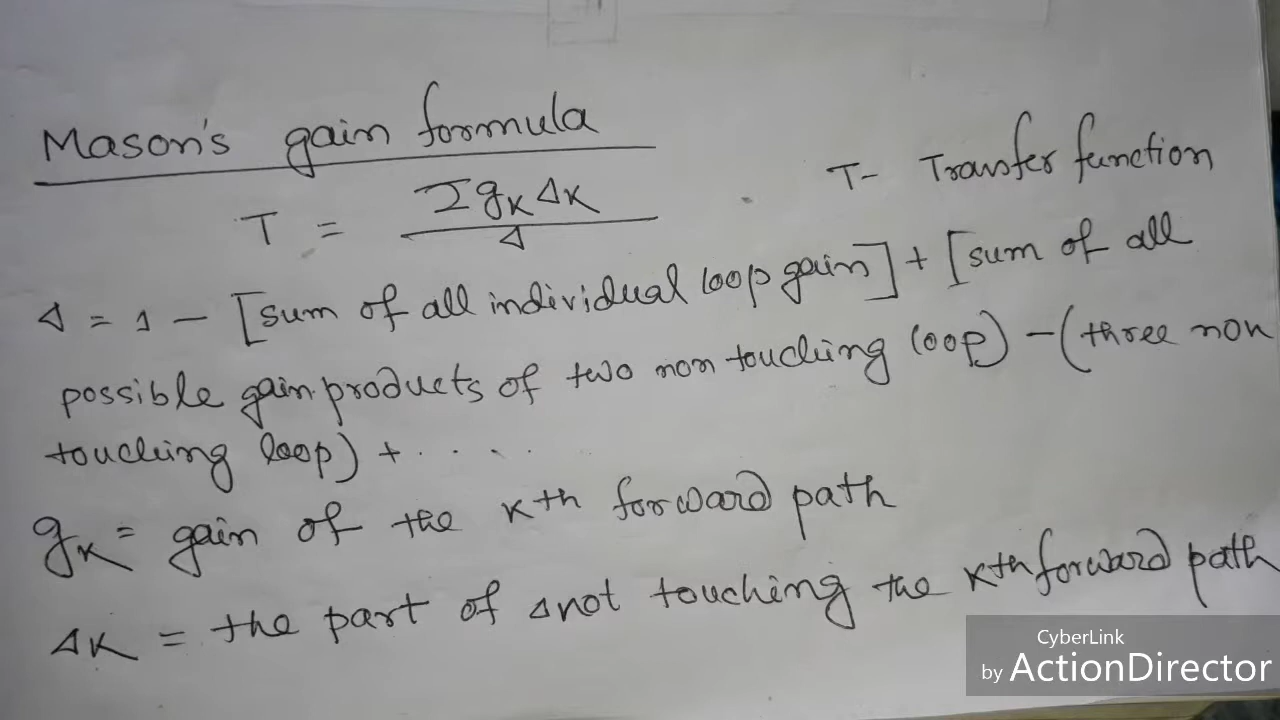 Mason's gain formula
T - Transfer function
T = Σ gK ΔK / Δ
Δ = 1 - [sum of all individual loop gain] + [sum of all
possible gain products of two non touching loop) - (three non
touching loop) + . . . .
gK = gain of the Kth forward path
ΔK = the part of Δ not touching the Kth forward path
CyberLink
by ActionDirector